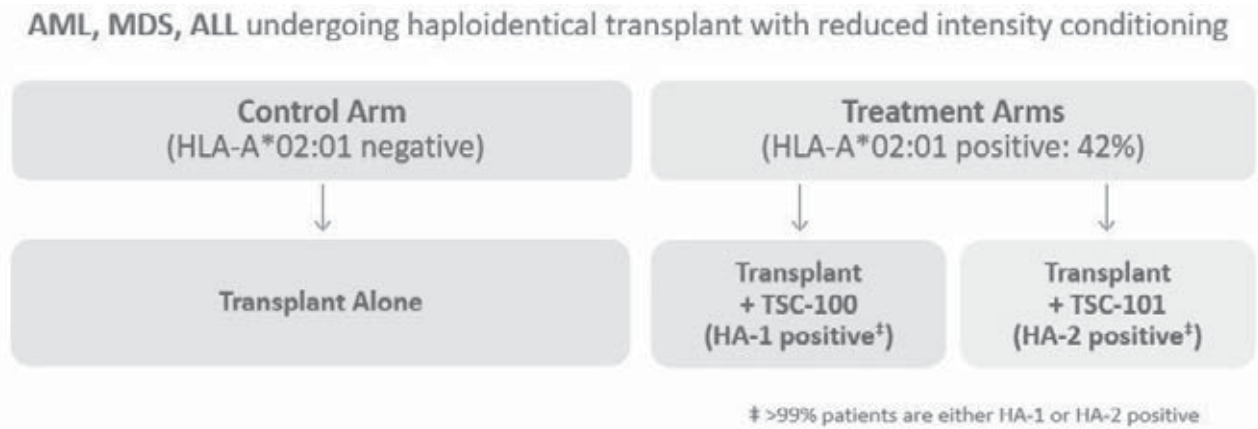 AML, MDS, ALL undergoing haploidentical transplant with reduced intensity conditioning
Control Arm
(HLA-A*02:01 negative)
Treatment Arms
(HLA-A*02:01 positive: 42%)
Transplant Alone
Transplant
+ TSC-100
(HA-1 positive‡)
Transplant
+ TSC-101
(HA-2 positive‡)
‡ >99% patients are either HA-1 or HA-2 positive